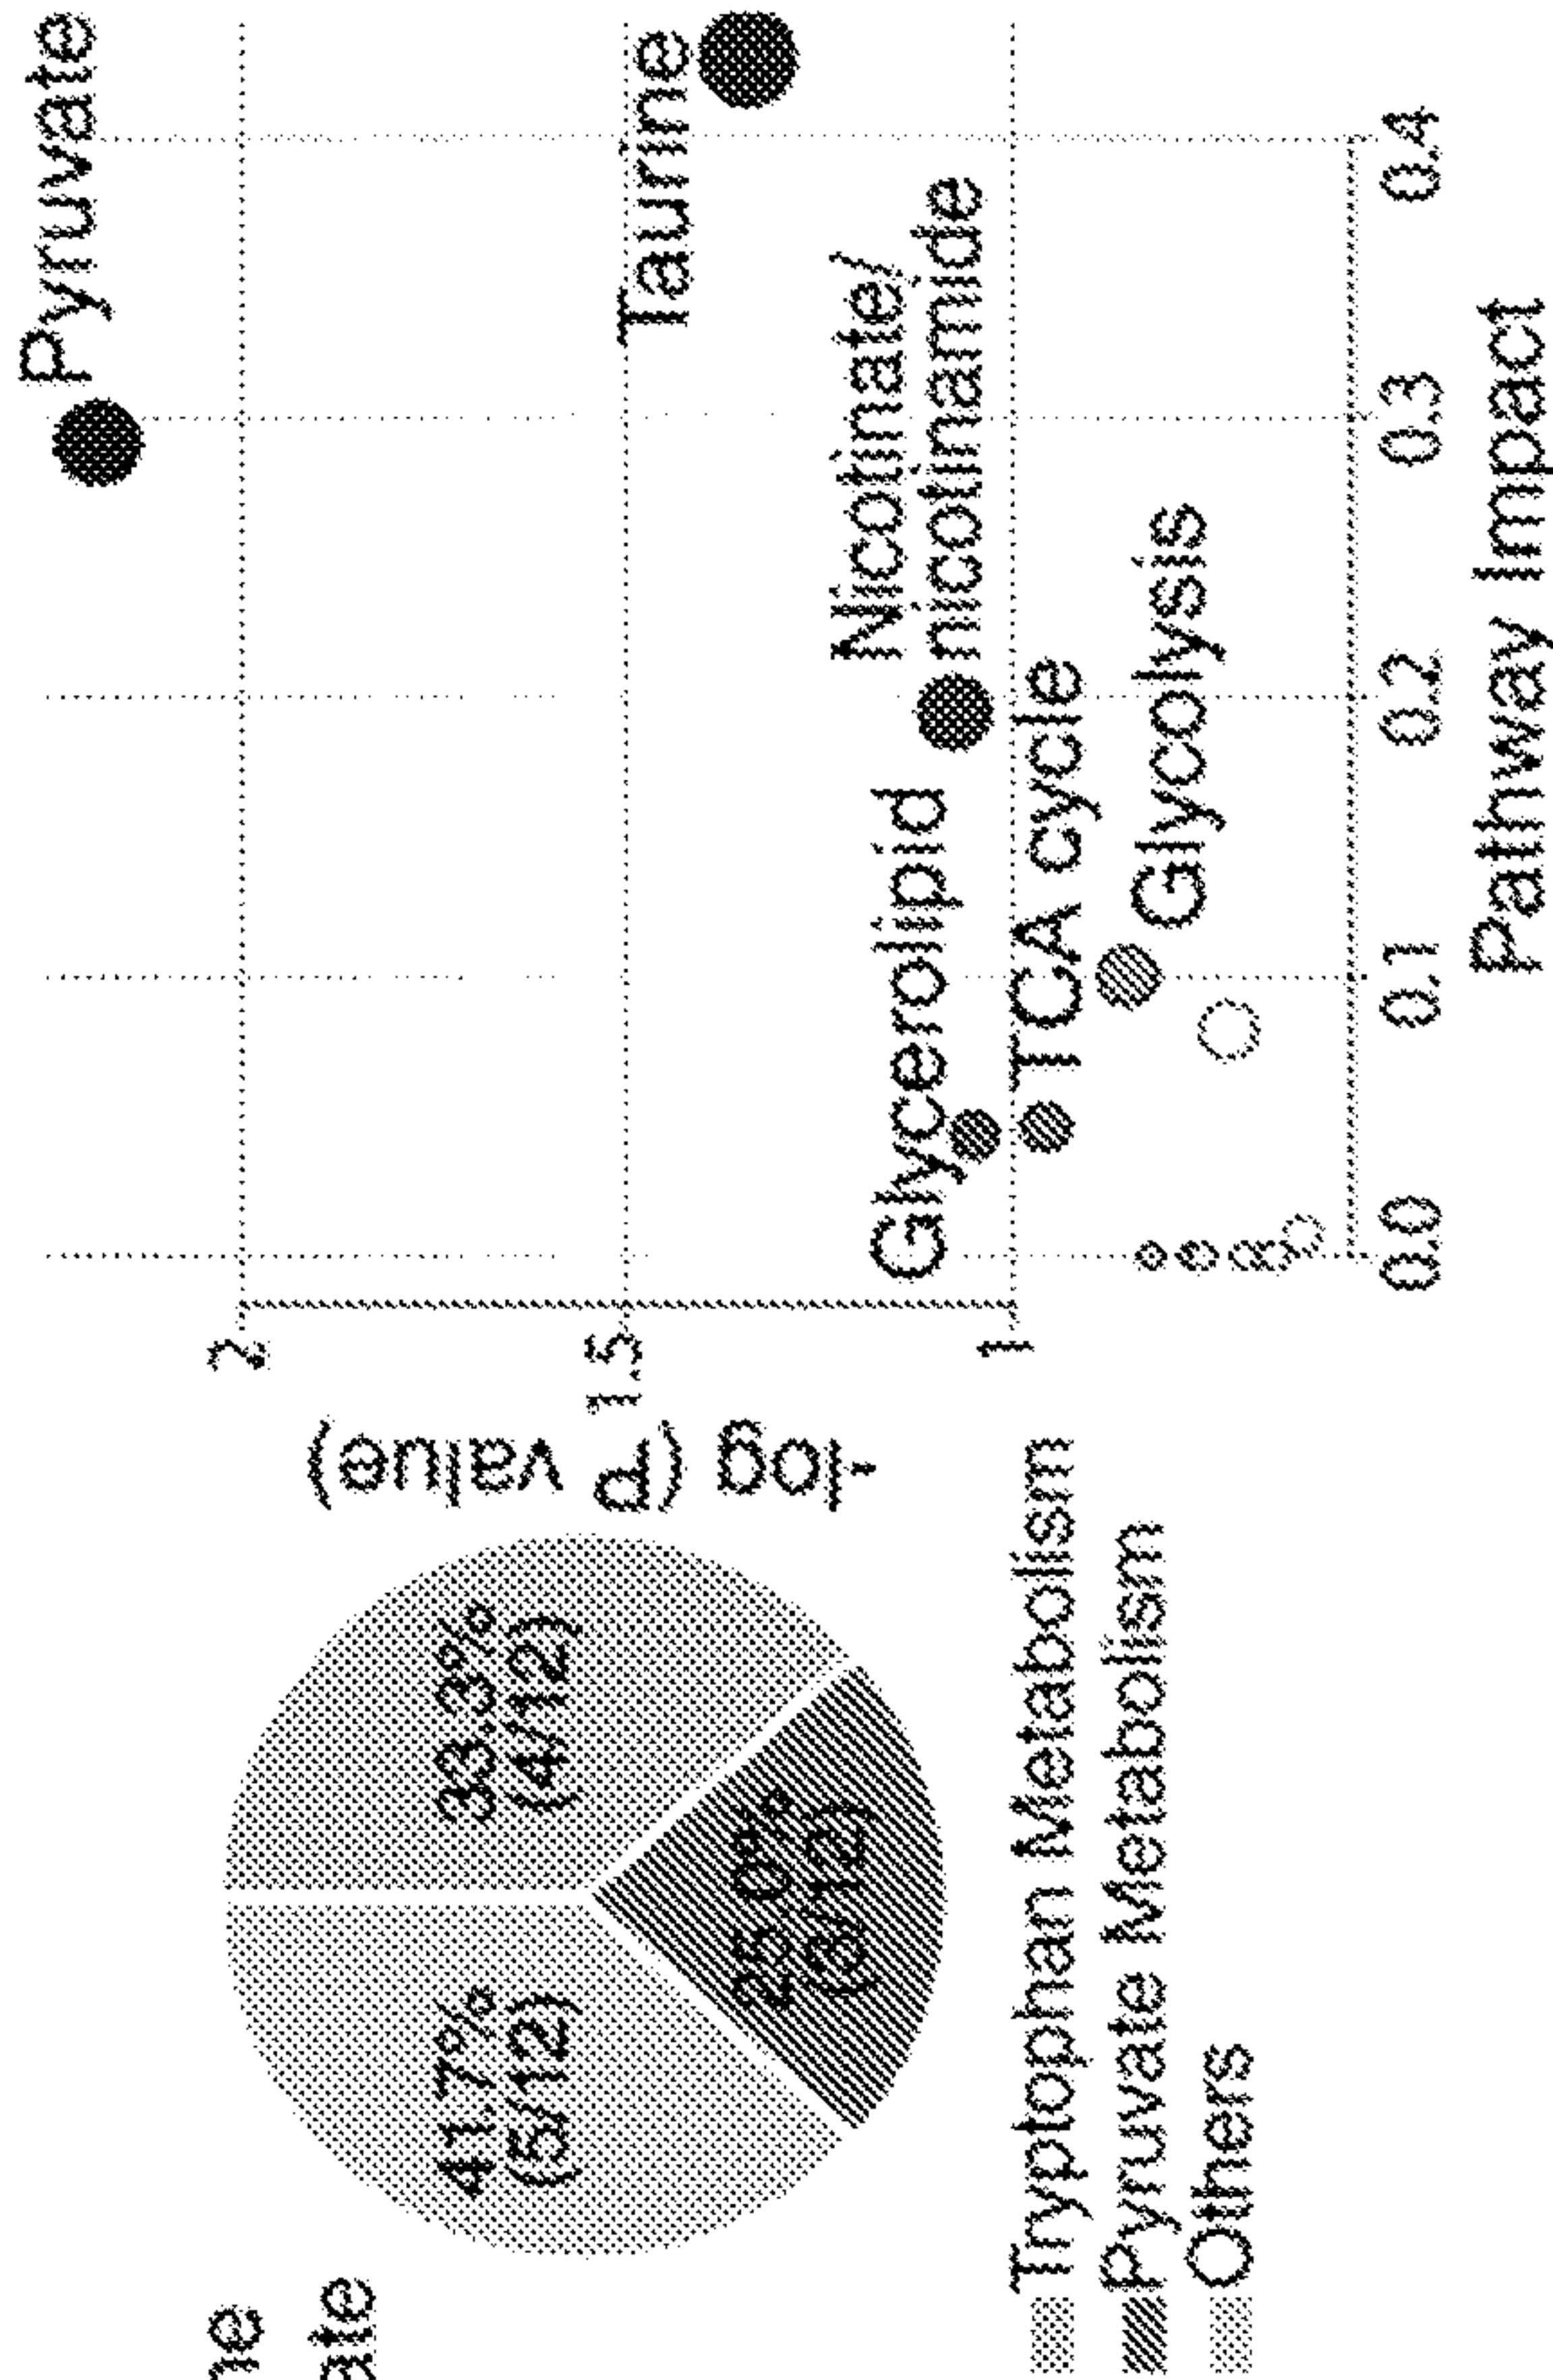 ne
ate
41.7%
(5/12)
33.3%
(4/12)
25.0%
(3/12)
Tryptophan Metabolism
Pyruvate Metabolism
Others
-log (P value)
2
1.5
1
Pyruvate
Taurine
Nicotinate/
nicotinamide
Glycerolipid
TCA cycle
Glycolysis
0.0
0.1
0.2
0.3
0.4
Pathway Impact